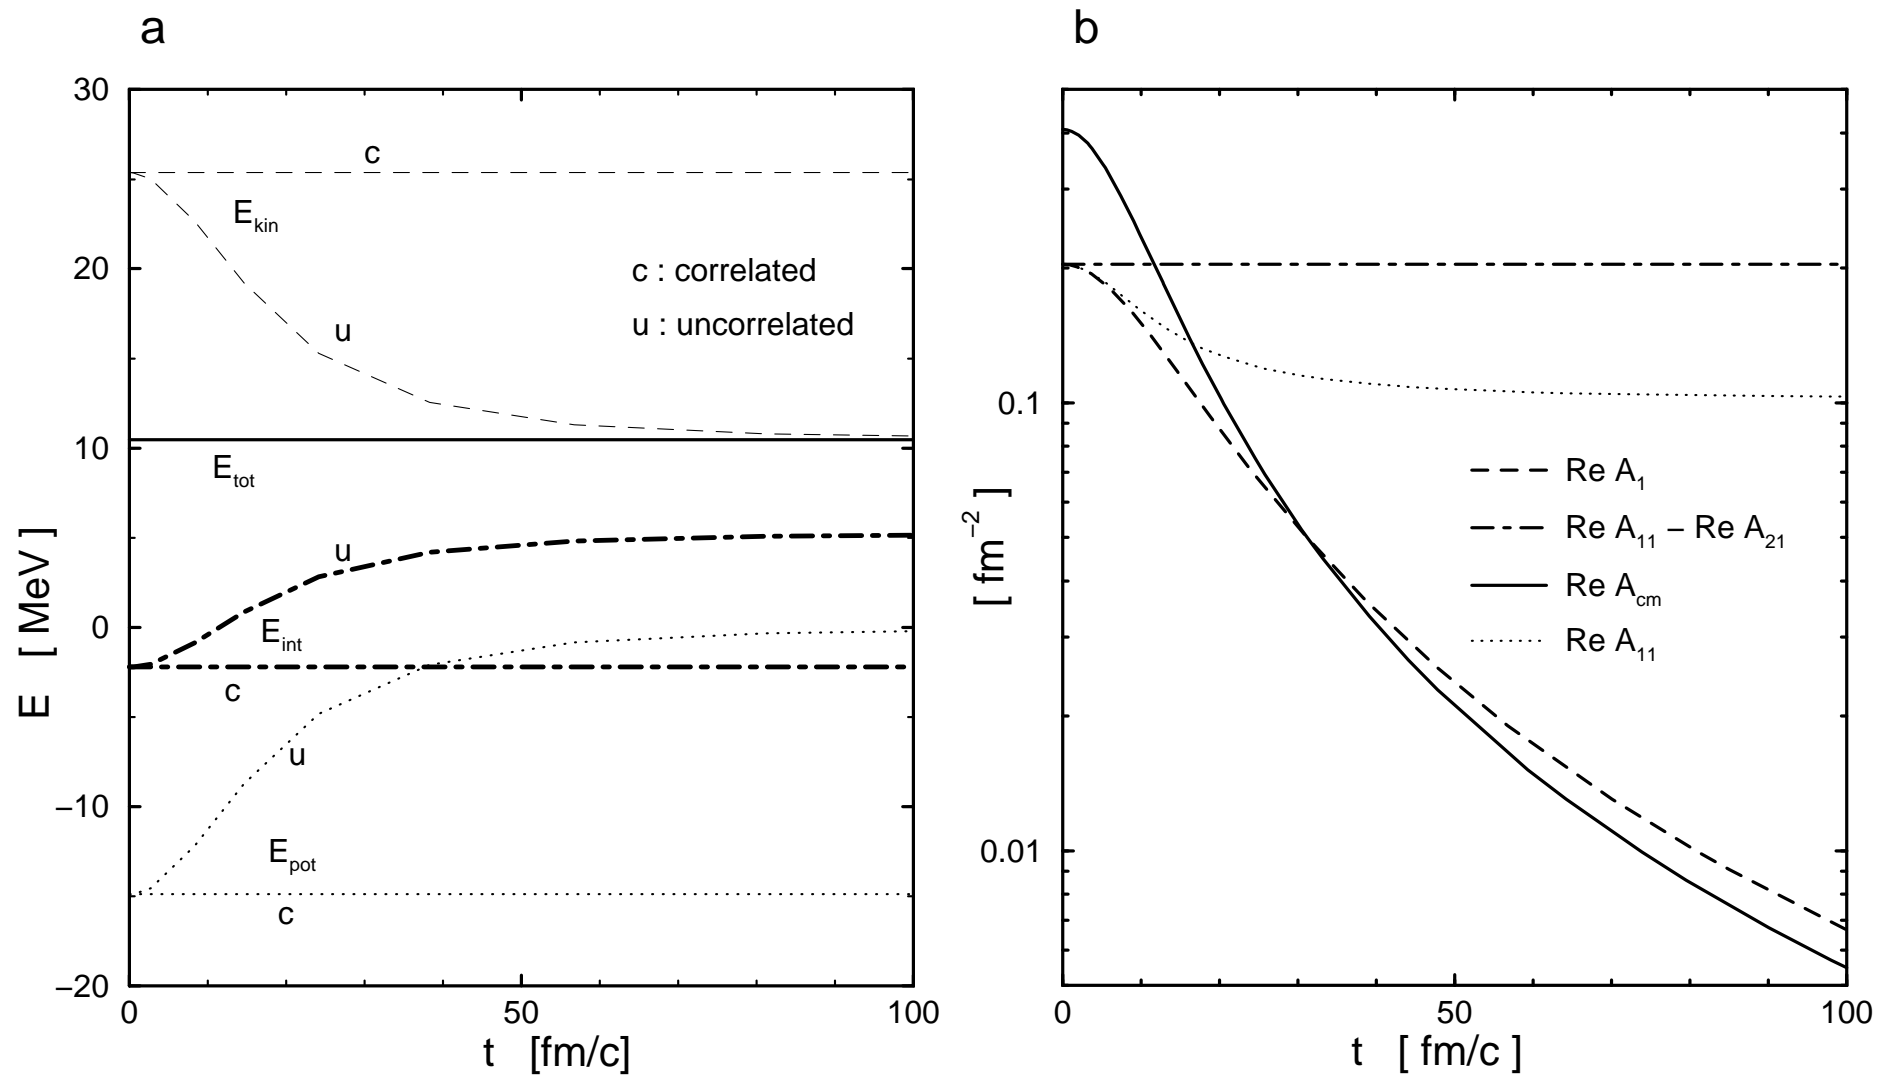 a
30
20
10
0
−10
−20
0
50
100
E [ MeV ]
t [fm/c]
c
E_kin
u
c : correlated
u : uncorrelated
E_tot
u
E_int
c
u
E_pot
c
b
0.1
0.01
0
50
100
[ fm^−2 ]
t [ fm/c ]
Re A_1
Re A_11 − Re A_21
Re A_cm
Re A_11